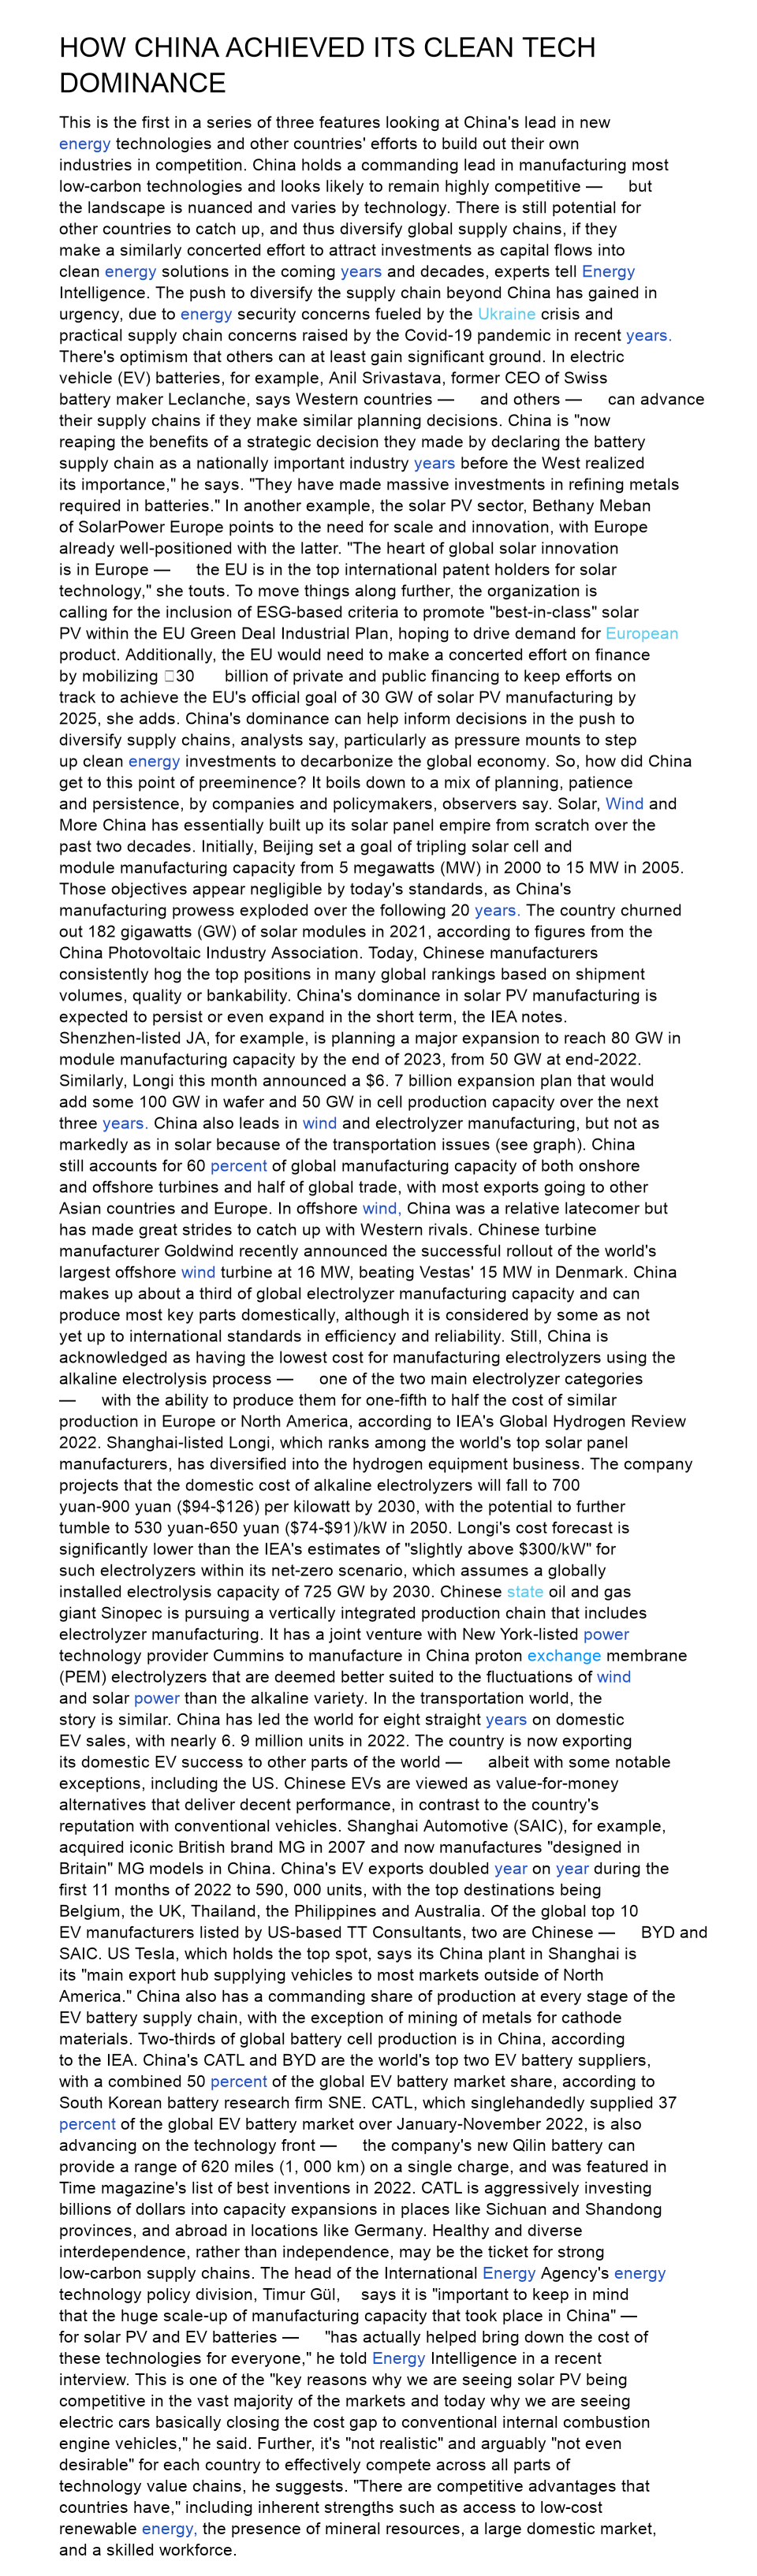 HOW CHINA ACHIEVED ITS CLEAN TECH
DOMINANCE
This is the first in a series of three features looking at China's lead in new
energy technologies and other countries' efforts to build out their own
industries in competition. China holds a commanding lead in manufacturing most
low-carbon technologies and looks likely to remain highly competitive — but
the landscape is nuanced and varies by technology. There is still potential for
other countries to catch up, and thus diversify global supply chains, if they
make a similarly concerted effort to attract investments as capital flows into
clean energy solutions in the coming years and decades, experts tell Energy
Intelligence. The push to diversify the supply chain beyond China has gained in
urgency, due to energy security concerns fueled by the Ukraine crisis and
practical supply chain concerns raised by the Covid-19 pandemic in recent years.
There's optimism that others can at least gain significant ground. In electric
vehicle (EV) batteries, for example, Anil Srivastava, former CEO of Swiss
battery maker Leclanche, says Western countries — and others — can advance
their supply chains if they make similar planning decisions. China is "now
reaping the benefits of a strategic decision they made by declaring the battery
supply chain as a nationally important industry years before the West realized
its importance," he says. "They have made massive investments in refining metals
required in batteries." In another example, the solar PV sector, Bethany Meban
of SolarPower Europe points to the need for scale and innovation, with Europe
already well-positioned with the latter. "The heart of global solar innovation
is in Europe — the EU is in the top international patent holders for solar
technology," she touts. To move things along further, the organization is
calling for the inclusion of ESG-based criteria to promote "best-in-class" solar
PV within the EU Green Deal Industrial Plan, hoping to drive demand for European
product. Additionally, the EU would need to make a concerted effort on finance
by mobilizing 30 billion of private and public financing to keep efforts on
track to achieve the EU's official goal of 30 GW of solar PV manufacturing by
2025, she adds. China's dominance can help inform decisions in the push to
diversify supply chains, analysts say, particularly as pressure mounts to step
up clean energy investments to decarbonize the global economy. So, how did China
get to this point of preeminence? It boils down to a mix of planning, patience
and persistence, by companies and policymakers, observers say. Solar, Wind and
More China has essentially built up its solar panel empire from scratch over the
past two decades. Initially, Beijing set a goal of tripling solar cell and
module manufacturing capacity from 5 megawatts (MW) in 2000 to 15 MW in 2005.
Those objectives appear negligible by today's standards, as China's
manufacturing prowess exploded over the following 20 years. The country churned
out 182 gigawatts (GW) of solar modules in 2021, according to figures from the
China Photovoltaic Industry Association. Today, Chinese manufacturers
consistently hog the top positions in many global rankings based on shipment
volumes, quality or bankability. China's dominance in solar PV manufacturing is
expected to persist or even expand in the short term, the IEA notes.
Shenzhen-listed JA, for example, is planning a major expansion to reach 80 GW in
module manufacturing capacity by the end of 2023, from 50 GW at end-2022.
Similarly, Longi this month announced a $6. 7 billion expansion plan that would
add some 100 GW in wafer and 50 GW in cell production capacity over the next
three years. China also leads in wind and electrolyzer manufacturing, but not as
markedly as in solar because of the transportation issues (see graph). China
still accounts for 60 percent of global manufacturing capacity of both onshore
and offshore turbines and half of global trade, with most exports going to other
Asian countries and Europe. In offshore wind, China was a relative latecomer but
has made great strides to catch up with Western rivals. Chinese turbine
manufacturer Goldwind recently announced the successful rollout of the world's
largest offshore wind turbine at 16 MW, beating Vestas' 15 MW in Denmark. China
makes up about a third of global electrolyzer manufacturing capacity and can
produce most key parts domestically, although it is considered by some as not
yet up to international standards in efficiency and reliability. Still, China is
acknowledged as having the lowest cost for manufacturing electrolyzers using the
alkaline electrolysis process — one of the two main electrolyzer categories
— with the ability to produce them for one-fifth to half the cost of similar
production in Europe or North America, according to IEA's Global Hydrogen Review
2022. Shanghai-listed Longi, which ranks among the world's top solar panel
manufacturers, has diversified into the hydrogen equipment business. The company
projects that the domestic cost of alkaline electrolyzers will fall to 700
yuan-900 yuan ($94-$126) per kilowatt by 2030, with the potential to further
tumble to 530 yuan-650 yuan ($74-$91)/kW in 2050. Longi's cost forecast is
significantly lower than the IEA's estimates of "slightly above $300/kW" for
such electrolyzers within its net-zero scenario, which assumes a globally
installed electrolysis capacity of 725 GW by 2030. Chinese state oil and gas
giant Sinopec is pursuing a vertically integrated production chain that includes
electrolyzer manufacturing. It has a joint venture with New York-listed power
technology provider Cummins to manufacture in China proton exchange membrane
(PEM) electrolyzers that are deemed better suited to the fluctuations of wind
and solar power than the alkaline variety. In the transportation world, the
story is similar. China has led the world for eight straight years on domestic
EV sales, with nearly 6. 9 million units in 2022. The country is now exporting
its domestic EV success to other parts of the world — albeit with some notable
exceptions, including the US. Chinese EVs are viewed as value-for-money
alternatives that deliver decent performance, in contrast to the country's
reputation with conventional vehicles. Shanghai Automotive (SAIC), for example,
acquired iconic British brand MG in 2007 and now manufactures "designed in
Britain" MG models in China. China's EV exports doubled year on year during the
first 11 months of 2022 to 590, 000 units, with the top destinations being
Belgium, the UK, Thailand, the Philippines and Australia. Of the global top 10
EV manufacturers listed by US-based TT Consultants, two are Chinese — BYD and
SAIC. US Tesla, which holds the top spot, says its China plant in Shanghai is
its "main export hub supplying vehicles to most markets outside of North
America." China also has a commanding share of production at every stage of the
EV battery supply chain, with the exception of mining of metals for cathode
materials. Two-thirds of global battery cell production is in China, according
to the IEA. China's CATL and BYD are the world's top two EV battery suppliers,
with a combined 50 percent of the global EV battery market share, according to
South Korean battery research firm SNE. CATL, which singlehandedly supplied 37
percent of the global EV battery market over January-November 2022, is also
advancing on the technology front — the company's new Qilin battery can
provide a range of 620 miles (1, 000 km) on a single charge, and was featured in
Time magazine's list of best inventions in 2022. CATL is aggressively investing
billions of dollars into capacity expansions in places like Sichuan and Shandong
provinces, and abroad in locations like Germany. Healthy and diverse
interdependence, rather than independence, may be the ticket for strong
low-carbon supply chains. The head of the International Energy Agency's energy
technology policy division, Timur Gül, says it is "important to keep in mind
that the huge scale-up of manufacturing capacity that took place in China" —
for solar PV and EV batteries — "has actually helped bring down the cost of
these technologies for everyone," he told Energy Intelligence in a recent
interview. This is one of the "key reasons why we are seeing solar PV being
competitive in the vast majority of the markets and today why we are seeing
electric cars basically closing the cost gap to conventional internal combustion
engine vehicles," he said. Further, it's "not realistic" and arguably "not even
desirable" for each country to effectively compete across all parts of
technology value chains, he suggests. "There are competitive advantages that
countries have," including inherent strengths such as access to low-cost
renewable energy, the presence of mineral resources, a large domestic market,
and a skilled workforce.